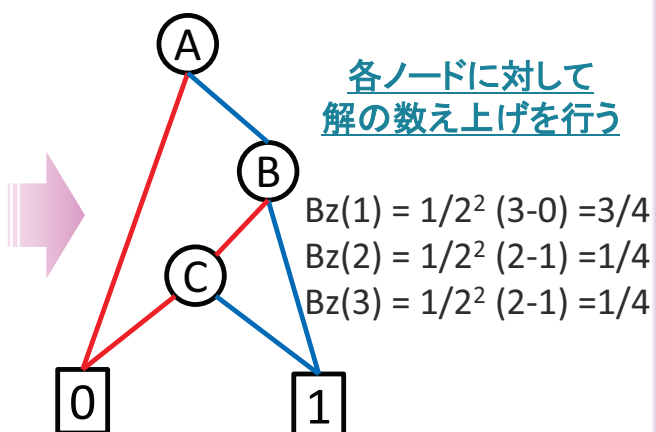 A
各ノードに対して
解の数え上げを行う
B
Bz(1) = 1/2² (3-0) =3/4
Bz(2) = 1/2² (2-1) =1/4
C
Bz(3) = 1/2² (2-1) =1/4
0
1